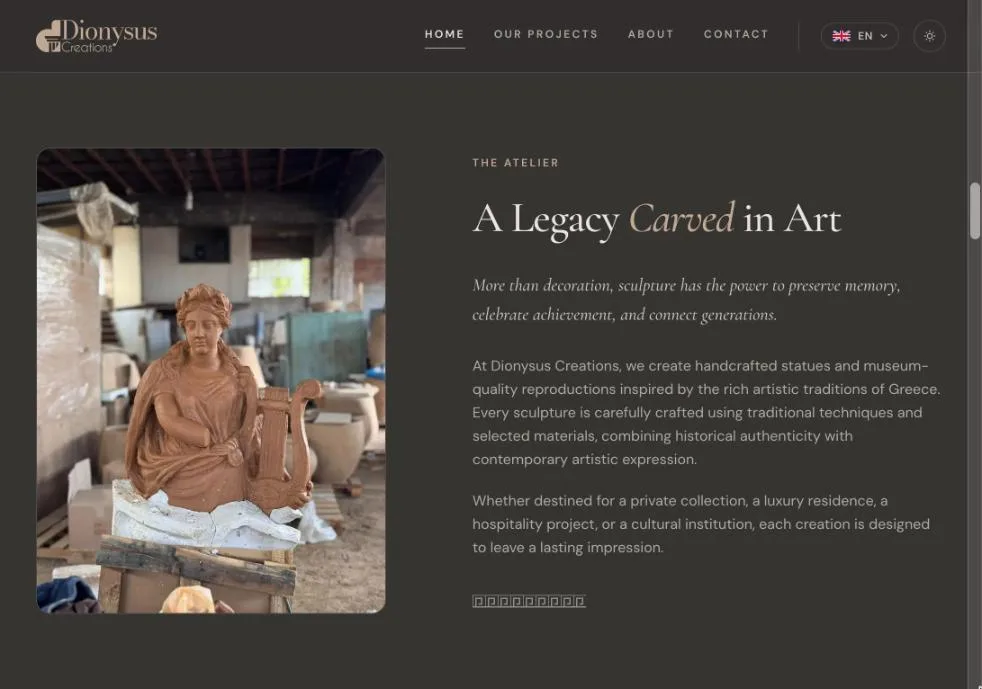 Dionysus
Creations
HOME
OUR PROJECTS
ABOUT
CONTACT
EN
THE ATELIER
A Legacy Carved in Art
More than decoration, sculpture has the power to preserve memory,
celebrate achievement, and connect generations.
At Dionysus Creations, we create handcrafted statues and museum-
quality reproductions inspired by the rich artistic traditions of Greece.
Every sculpture is carefully crafted using traditional techniques and
selected materials, combining historical authenticity with
contemporary artistic expression.
Whether destined for a private collection, a luxury residence, a
hospitality project, or a cultural institution, each creation is designed
to leave a lasting impression.